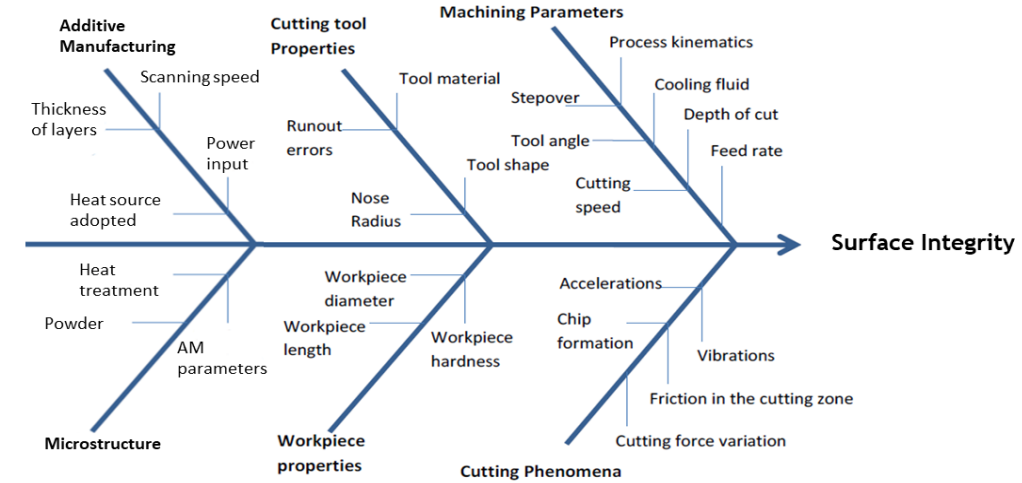 Additive
Manufacturing
Scanning speed
Thickness
of layers
Power
input
Heat source
adopted
Cutting tool
Properties
Tool material
Runout
errors
Tool shape
Nose
Radius
Machining Parameters
Process kinematics
Stepover
Cooling fluid
Depth of cut
Tool angle
Feed rate
Cutting
speed
Surface Integrity
Heat
treatment
Powder
AM
parameters
Microstructure
Workpiece
diameter
Workpiece
length
Workpiece
hardness
Workpiece
properties
Accelerations
Chip
formation
Vibrations
Friction in the cutting zone
Cutting force variation
Cutting Phenomena